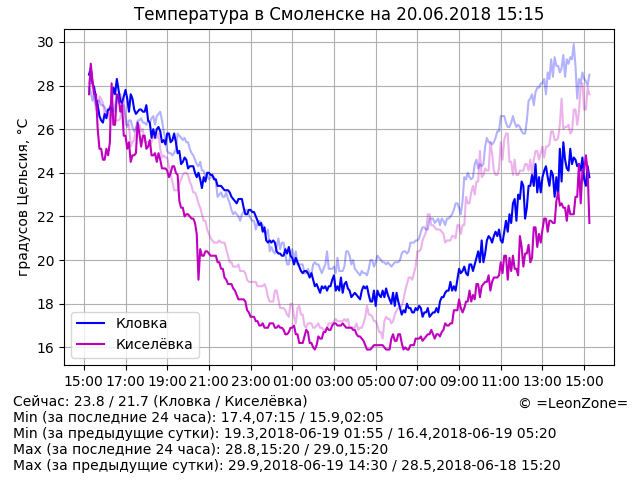 Температура в Смоленске на 20.06.2018 15:15
градусов Цельсия, °C
30
28
26
24
22
20
18
16
Кловка
Киселёвка
15:00 17:00 19:00 21:00 23:00 01:00 03:00 05:00 07:00 09:00 11:00 13:00 15:00
Сейчас: 23.8 / 21.7 (Кловка / Киселёвка)
© =LeonZone=
Min (за последние 24 часа): 17.4,07:15 / 15.9,02:05
Min (за предыдущие сутки): 19.3,2018-06-19 01:55 / 16.4,2018-06-19 05:20
Max (за последние 24 часа): 28.8,15:20 / 29.0,15:20
Max (за предыдущие сутки): 29.9,2018-06-19 14:30 / 28.5,2018-06-18 15:20